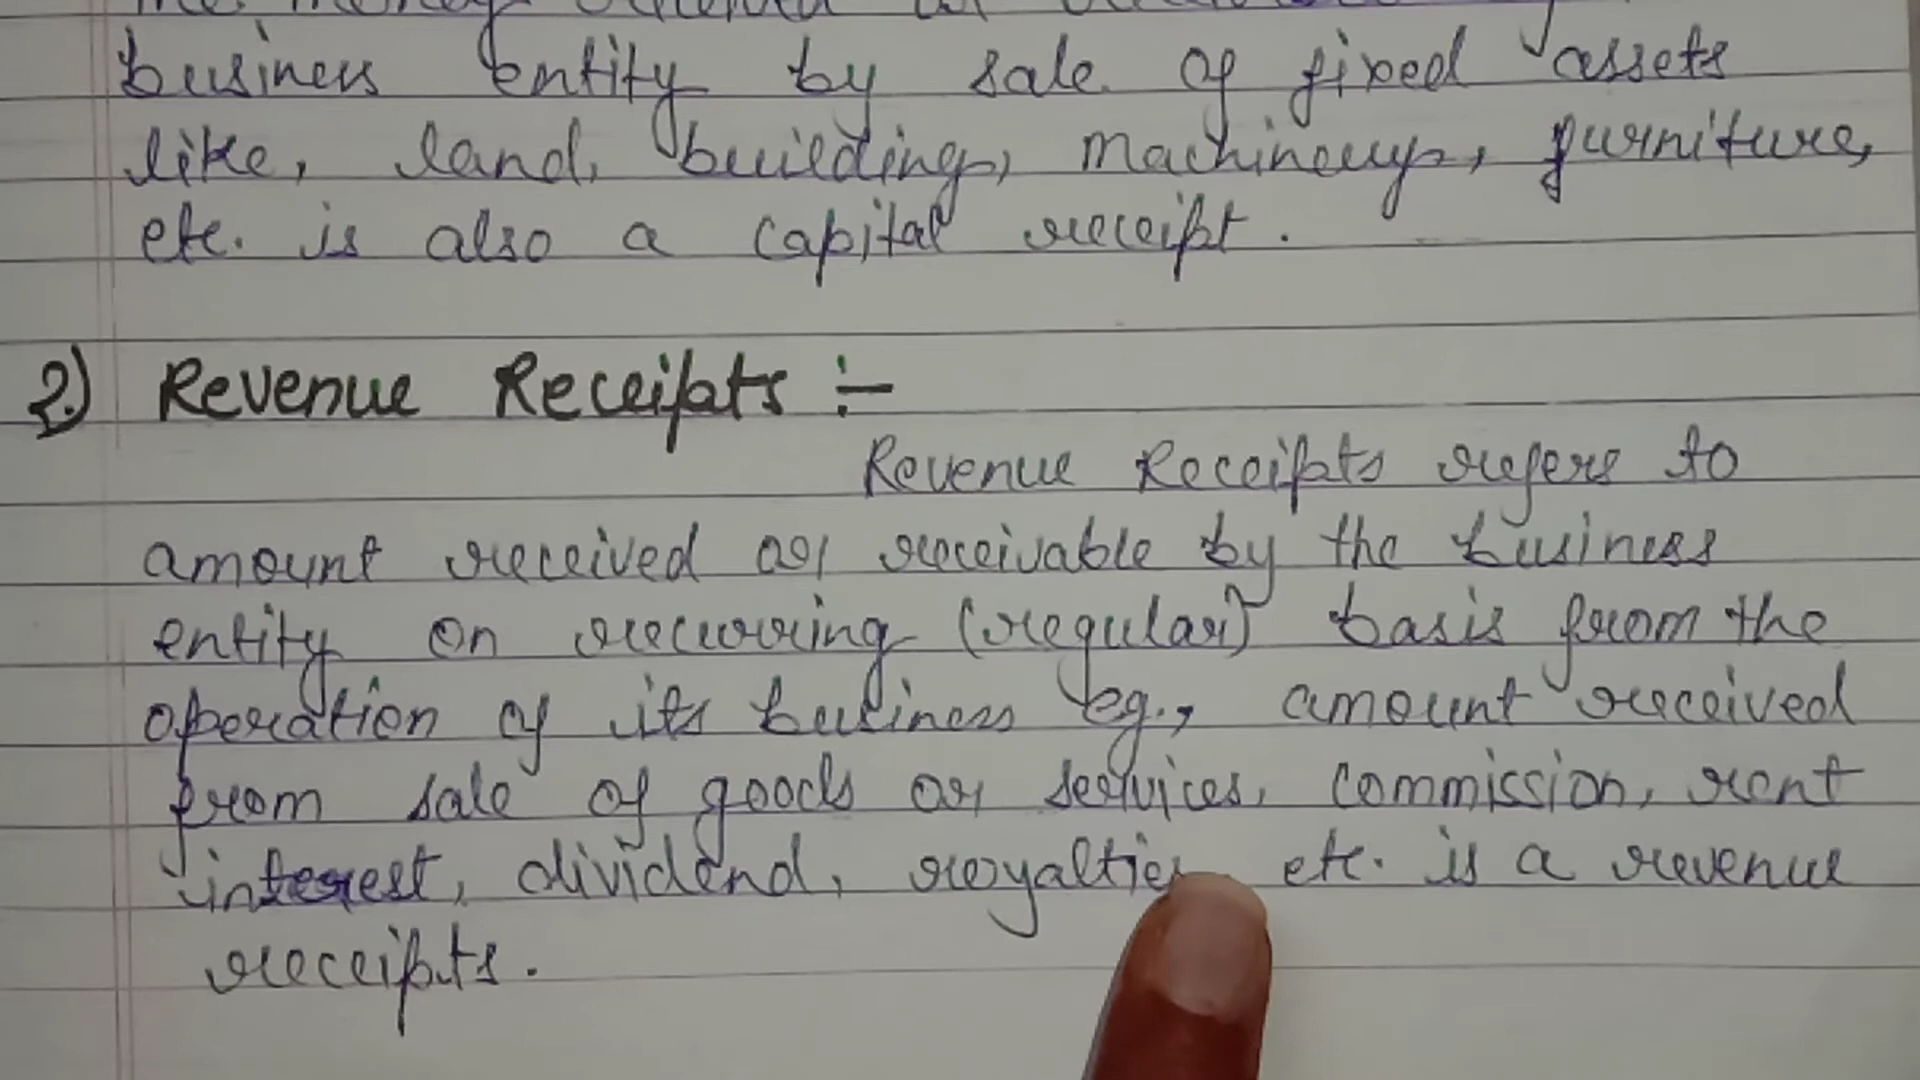 business entity by sale of fixed assets
like, land, building, machinery, furniture,
etc. is also a capital receipt.
2.) Revenue Receipts :-
Revenue Receipts refers to
amount received or receivable by the business
entity on recurring (regular) basis from the
operation of its business eg., amount received
from sale of goods or services, commission, rent
interest, dividend, royalties etc. is a revenue
receipts.